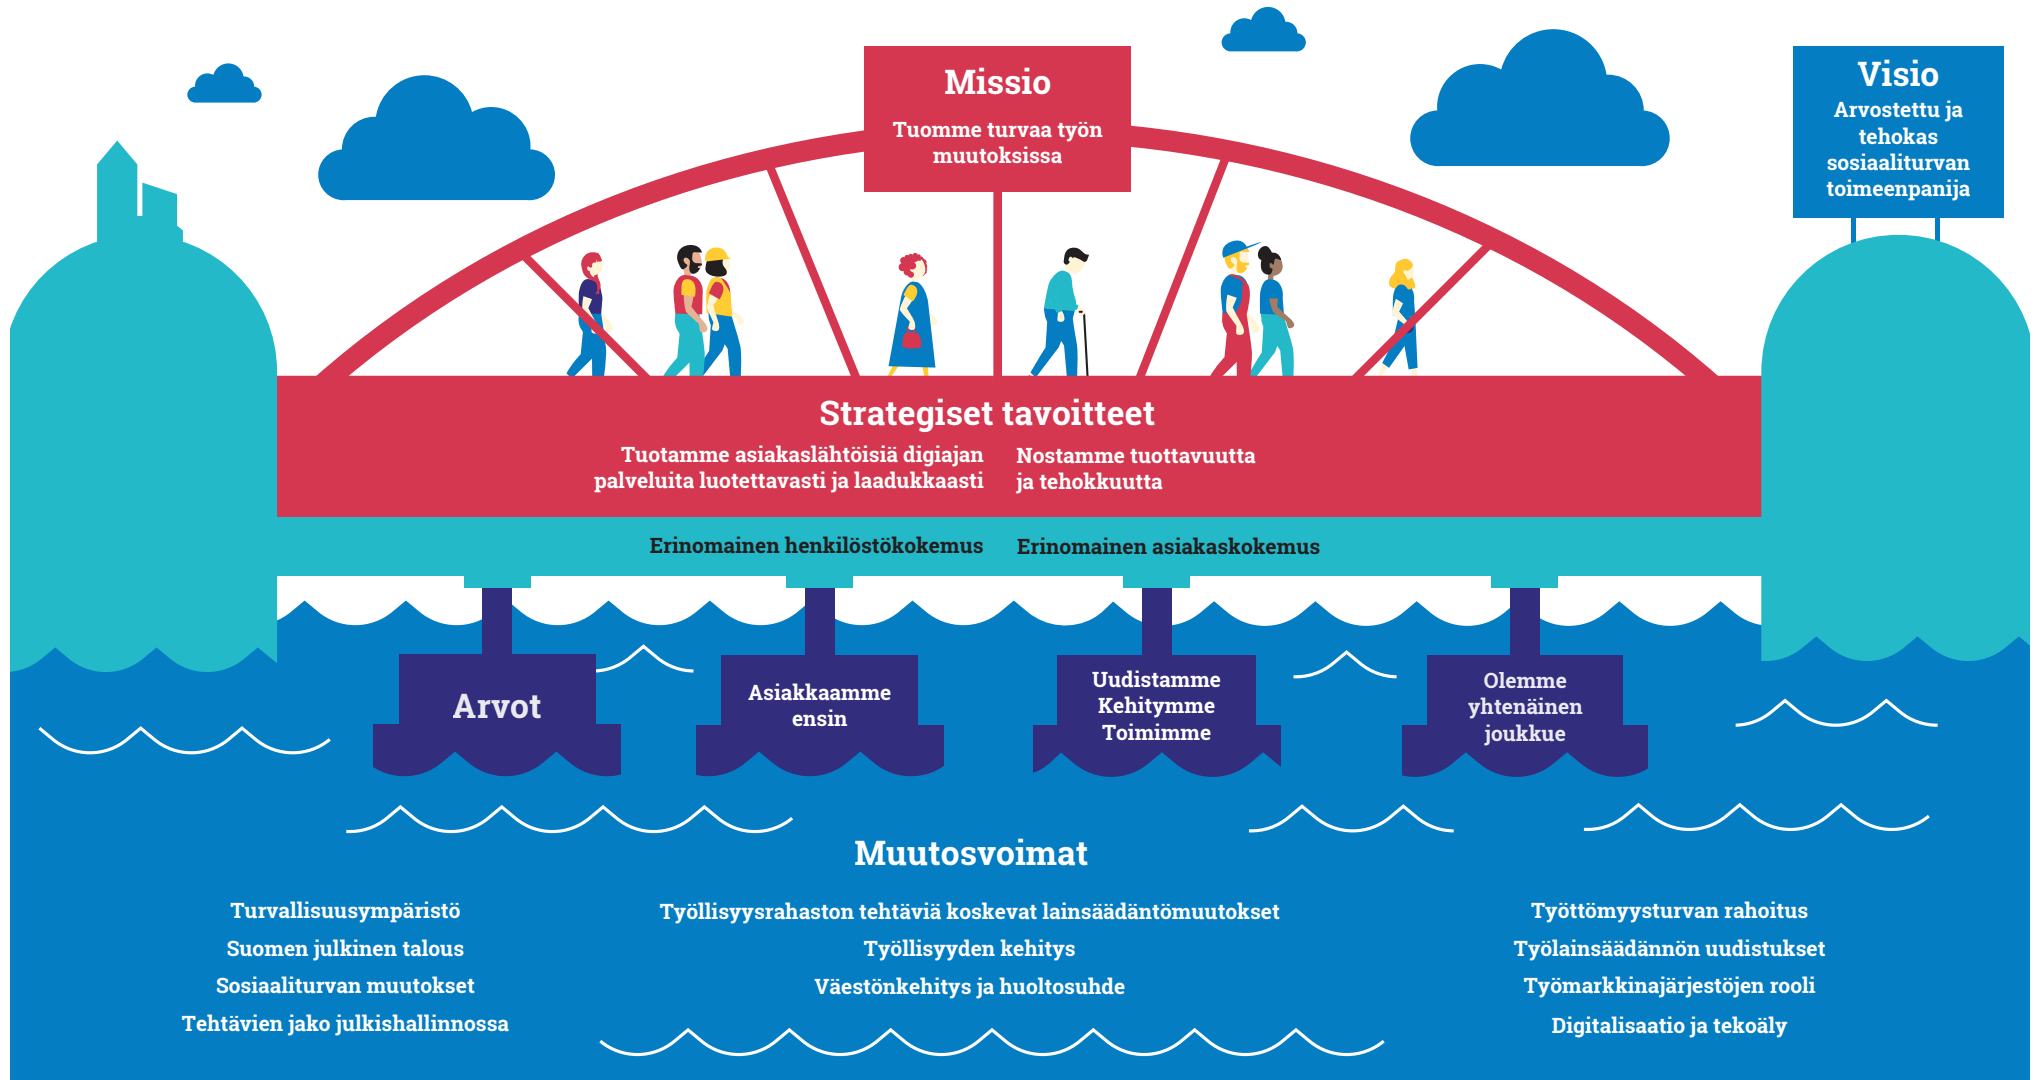 Missio
Tuomme turvaa työn
muutoksissa
Visio
Arvostettu ja
tehokas
sosiaaliturvan
toimeenpanija
Strategiset tavoitteet
Tuotamme asiakaslähtöisiä digiajan
palveluita luotettavasti ja laadukkaasti
Nostamme tuottavuutta
ja tehokkuutta
Erinomainen henkilöstökokemus
Erinomainen asiakaskokemus
Arvot
Asiakkaamme
ensin
Uudistamme
Kehitymme
Toimimme
Olemme
yhtenäinen
joukkue
Muutosvoimat
Turvallisuusympäristö
Suomen julkinen talous
Sosiaaliturvan muutokset
Tehtävien jako julkishallinnossa
Työllisyysrahaston tehtäviä koskevat lainsäädäntömuutokset
Työllisyyden kehitys
Väestönkehitys ja huoltosuhde
Työttömyysturvan rahoitus
Työlainsäädännön uudistukset
Työmarkkinajärjestöjen rooli
Digitalisaatio ja tekoäly